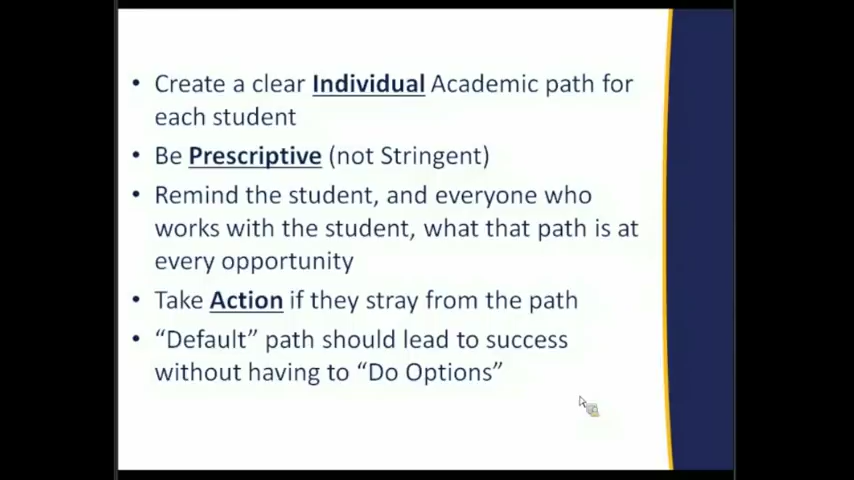 • Create a clear Individual Academic path for
each student
• Be Prescriptive (not Stringent)
• Remind the student, and everyone who
works with the student, what that path is at
every opportunity
• Take Action if they stray from the path
• “Default” path should lead to success
without having to “Do Options”